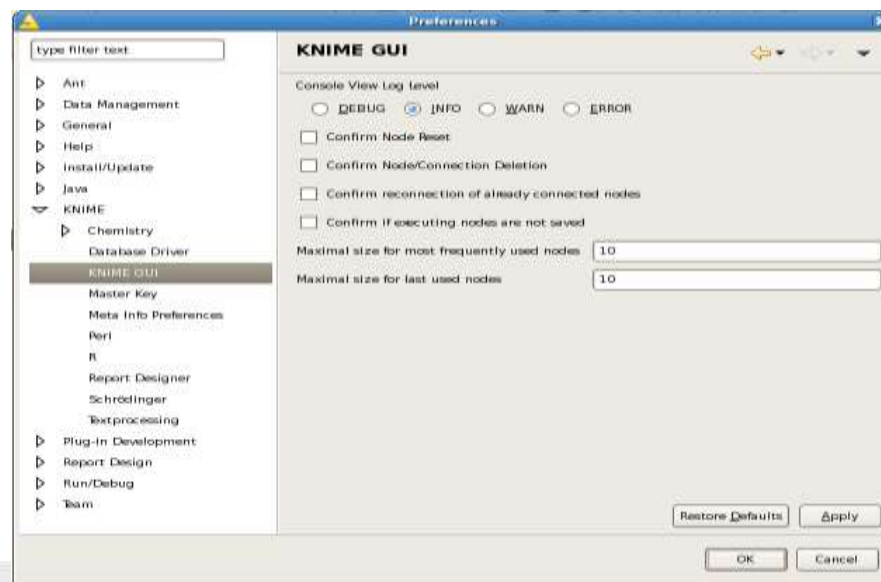 Preferences
type filter text
Ant
Data Management
General
Help
Install/Update
Java
KNIME
Chemistry
Database Driver
KNIME GUI
Master Key
Meta Info Preferences
Perl
R
Report Designer
Schrödinger
Textprocessing
Plug-in Development
Report Design
Run/Debug
Team
KNIME GUI
Console View Log Level
DEBUG INFO WARN ERROR
Confirm Node Reset
Confirm Node/Connection Deletion
Confirm reconnection of already connected nodes
Confirm if executing nodes are not saved
Maximal size for most frequently used nodes 10
Maximal size for last used nodes 10
Restore Defaults Apply
OK Cancel